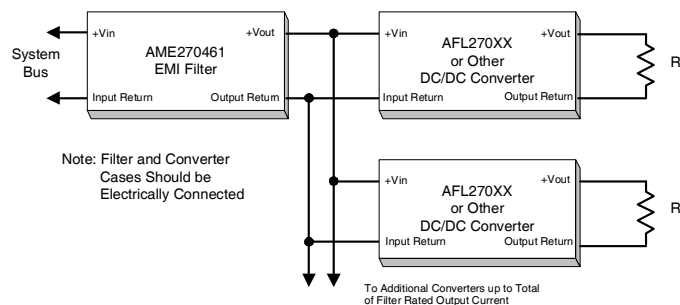 System
Bus
+Vin
+Vout
AME270461
EMI Filter
Input Return
Output Return
+Vin
+Vout
AFL270XX
or Other
DC/DC Converter
Input Return
Output Return
R
Note: Filter and Converter
Cases Should be
Electrically Connected
+Vin
+Vout
AFL270XX
or Other
DC/DC Converter
Input Return
Output Return
R
To Additional Converters up to Total
of Filter Rated Output Current